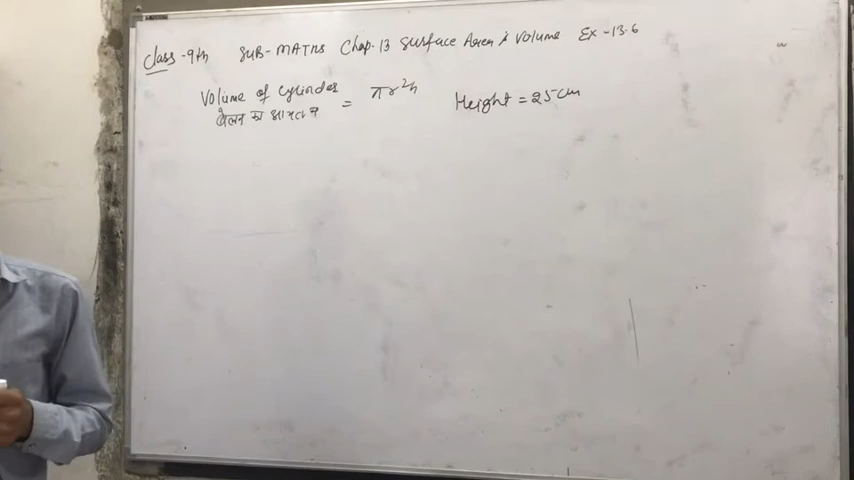 Class-9th SUB-MATHS Chap.13 Surface Area & Volume Ex-13.6
Volume of Cylinder = πr²h Height = 25cm
बेलन का आयतन